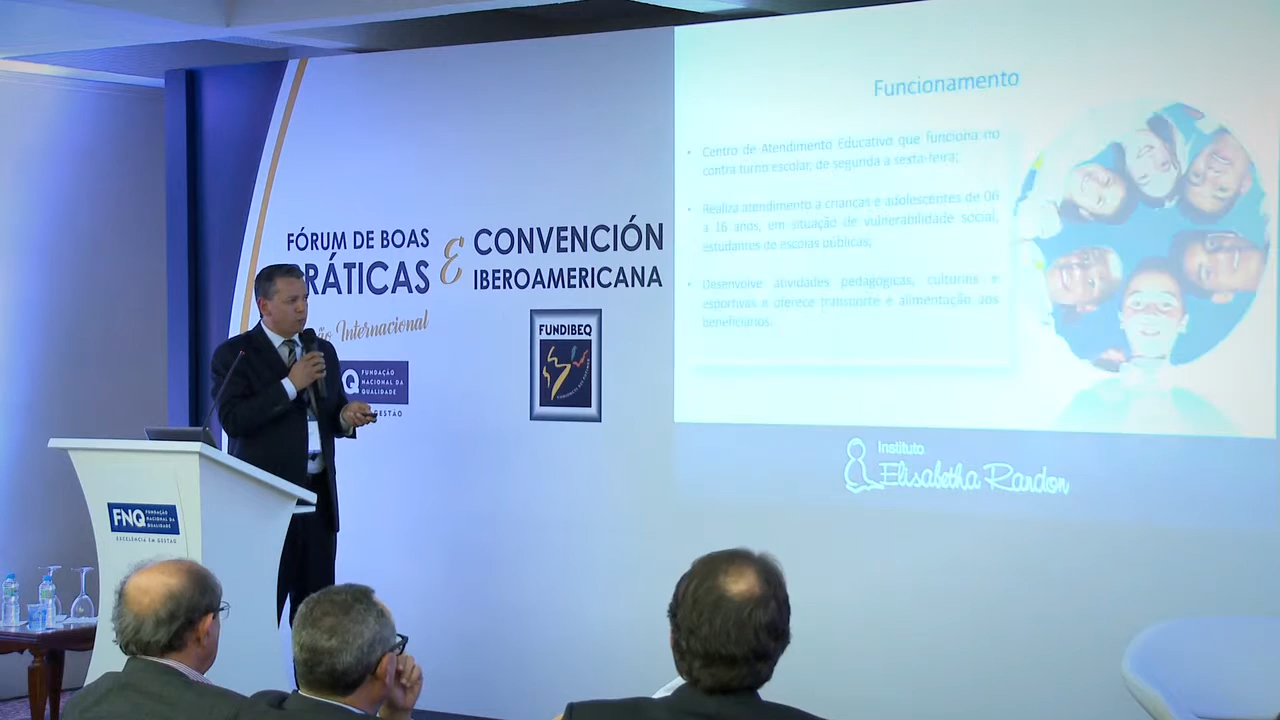 FÓRUM DE BOAS
RÁTICAS
E
CONVENCIÓN
IBEROAMERICANA
Internacional
Q
FUNDAÇÃO
NACIONAL DA
QUALIDADE
GESTÃO
FUNDIBEQ
Funcionamento
• Centro de Atendimento Educativo que funciona no
contra turno escolar, de segunda a sexta-feira;
• Realiza atendimento a crianças e adolescentes de 06
a 16 anos, em situação de vulnerabilidade social,
estudantes de escolas públicas;
• Desenvolve atividades pedagógicas, culturais e
esportivas e oferece transporte e alimentação aos
beneficiários.
Instituto
Elisabetha Randon
FNQ
FUNDAÇÃO
NACIONAL DA
QUALIDADE
EXCELÊNCIA EM GESTÃO